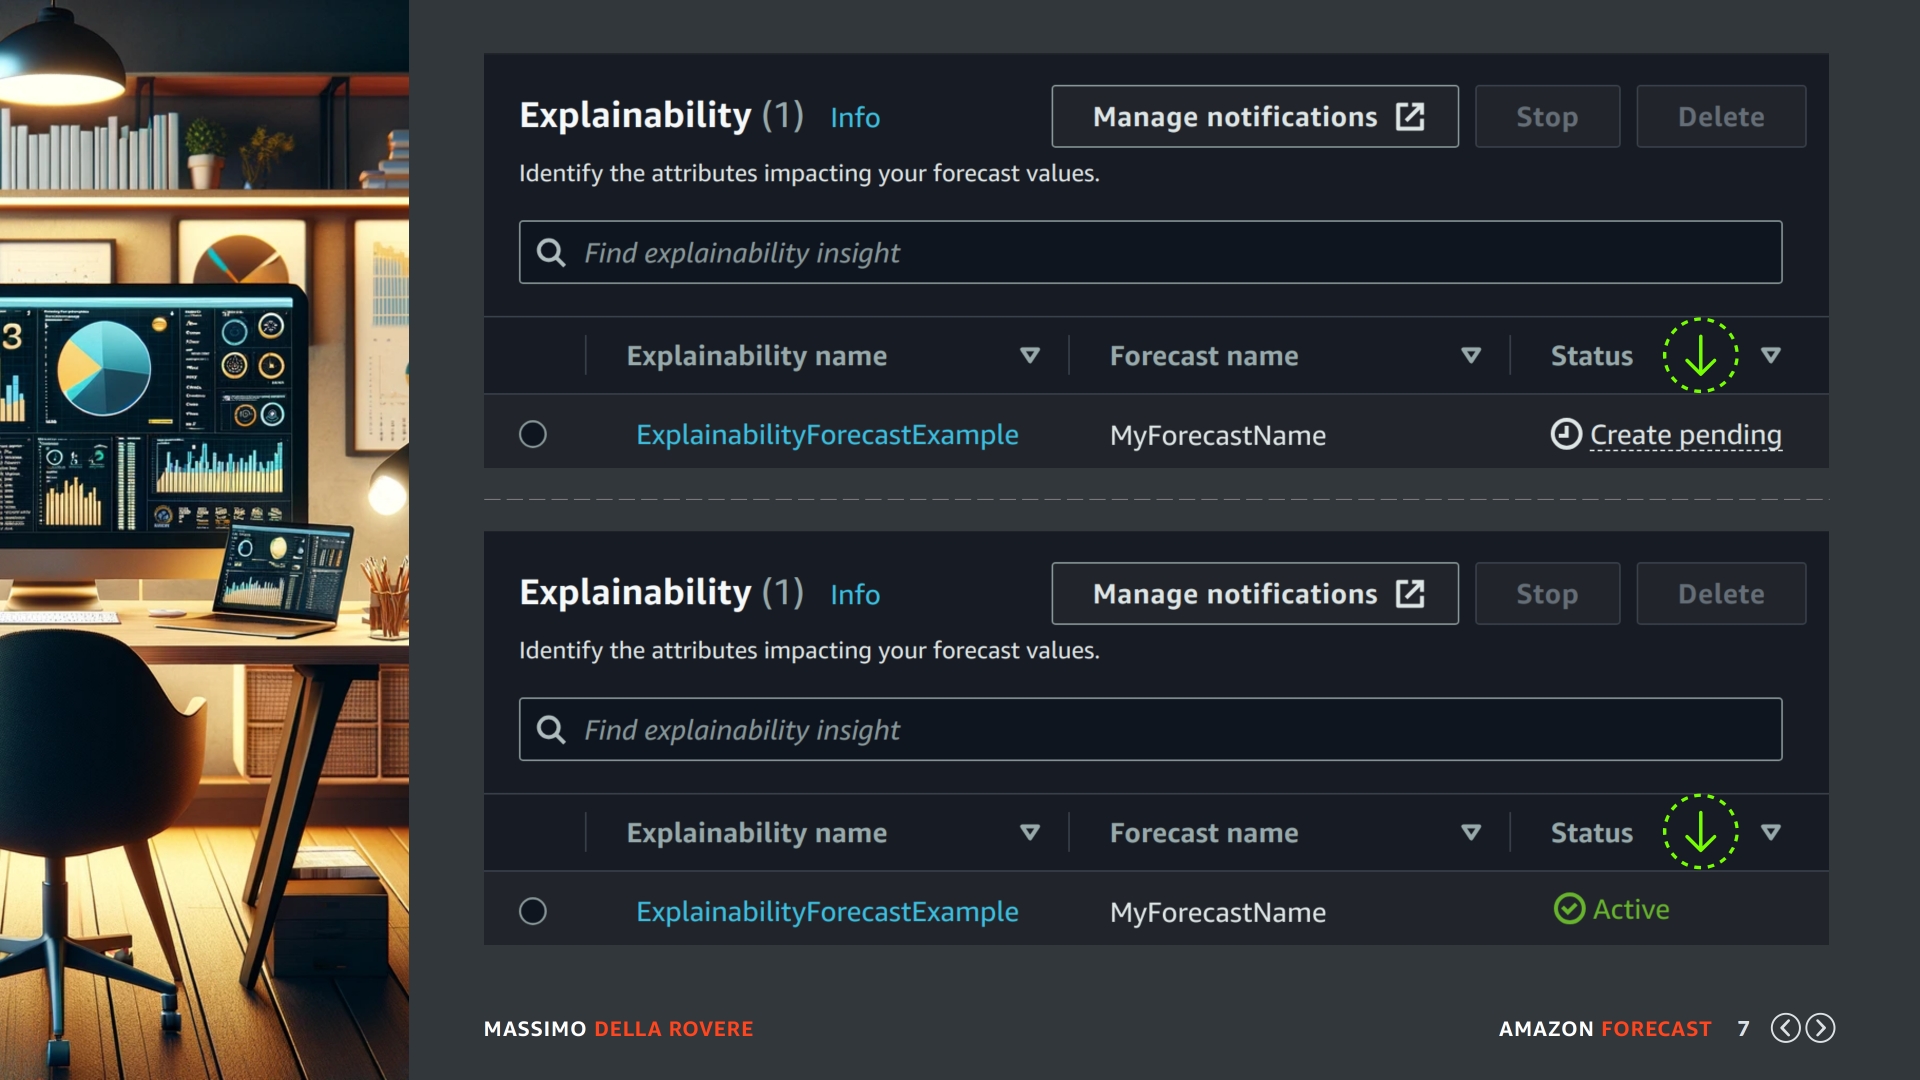 Explainability (1) Info
Manage notifications
Stop
Delete
Identify the attributes impacting your forecast values.
Find explainability insight
Explainability name
Forecast name
Status
ExplainabilityForecastExample
MyForecastName
Create pending
Explainability (1) Info
Manage notifications
Stop
Delete
Identify the attributes impacting your forecast values.
Find explainability insight
Explainability name
Forecast name
Status
ExplainabilityForecastExample
MyForecastName
Active
MASSIMO DELLA ROVERE
AMAZON FORECAST 7